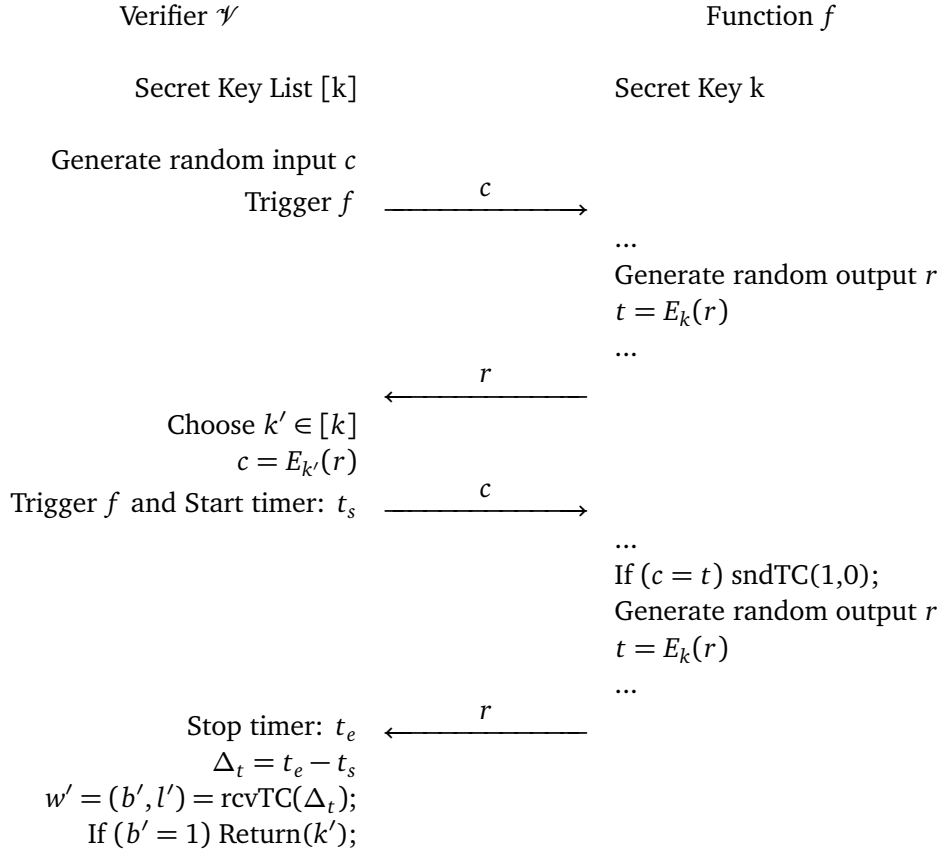 Verifier 𝒱 Function f
Secret Key List [k] Secret Key k
Generate random input c
Trigger f c
...
Generate random output r
t = E_k(r)
...
r
Choose k′ ∈ [k]
c = E_{k′}(r)
Trigger f and Start timer: t_s c
...
If (c = t) sndTC(1,0);
Generate random output r
t = E_k(r)
...
Stop timer: t_e r
Δ_t = t_e − t_s
w′ = (b′, l′) = rcvTC(Δ_t);
If (b′ = 1) Return(k′);